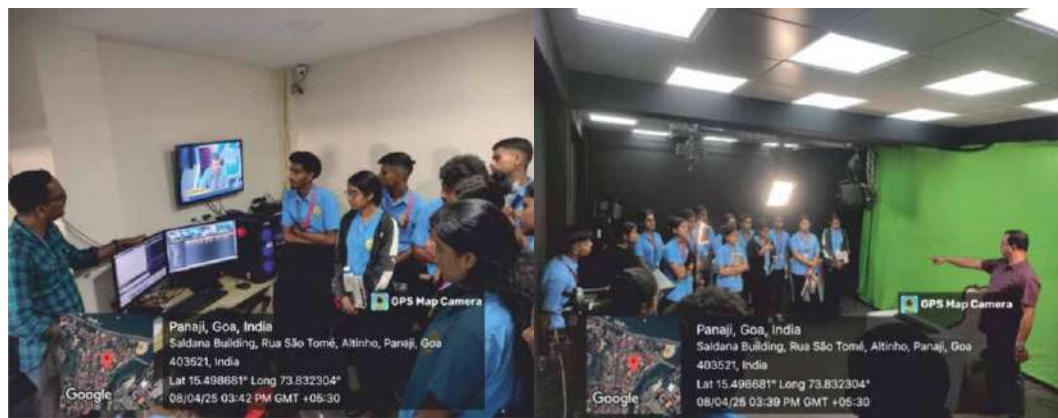 GPS Map Camera
Panaji, Goa, India
Saldana Building, Rua São Tomé, Altinho, Panaji, Goa
403521, India
Lat 15.498681° Long 73.832304°
08/04/25 03:42 PM GMT +05:30
Google
GPS Map Camera
Panaji, Goa, India
Saldana Building, Rua São Tomé, Altinho, Panaji, Goa
403521, India
Lat 15.498681° Long 73.832304°
08/04/25 03:39 PM GMT +05:30
Google